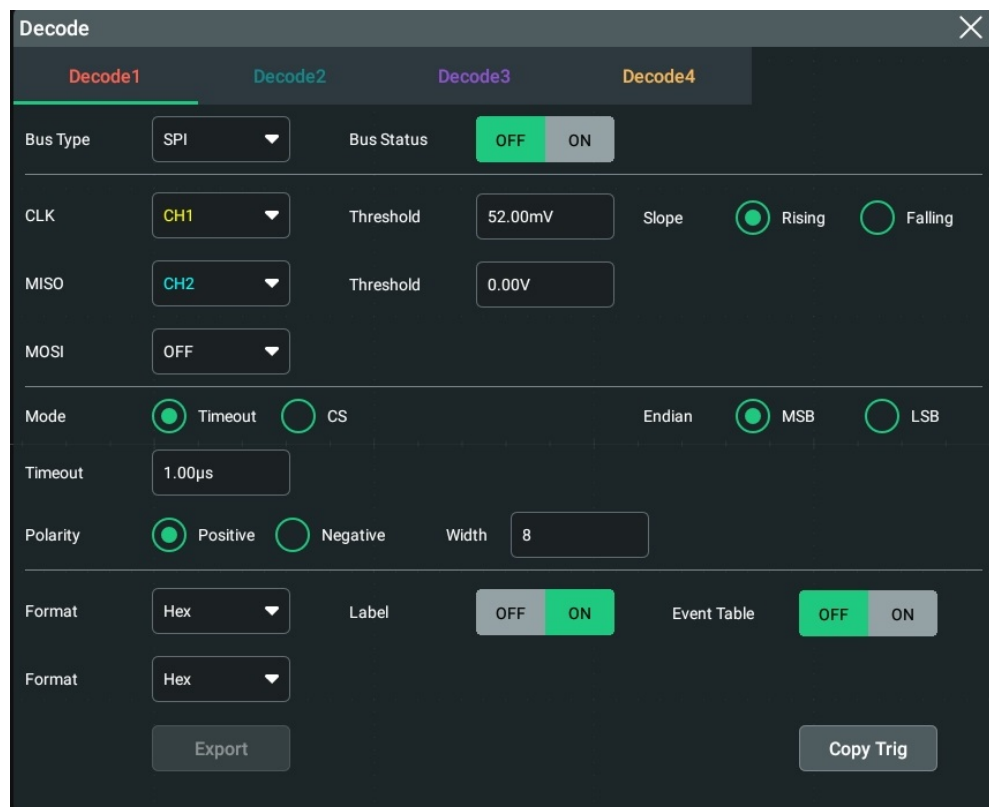 Decode
Decode1 Decode2 Decode3 Decode4
Bus Type SPI Bus Status OFF ON
CLK CH1 Threshold 52.00mV Slope Rising Falling
MISO CH2 Threshold 0.00V
MOSI OFF
Mode Timeout CS Endian MSB LSB
Timeout 1.00µs
Polarity Positive Negative Width 8
Format Hex Label OFF ON Event Table OFF ON
Format Hex
Export Copy Trig